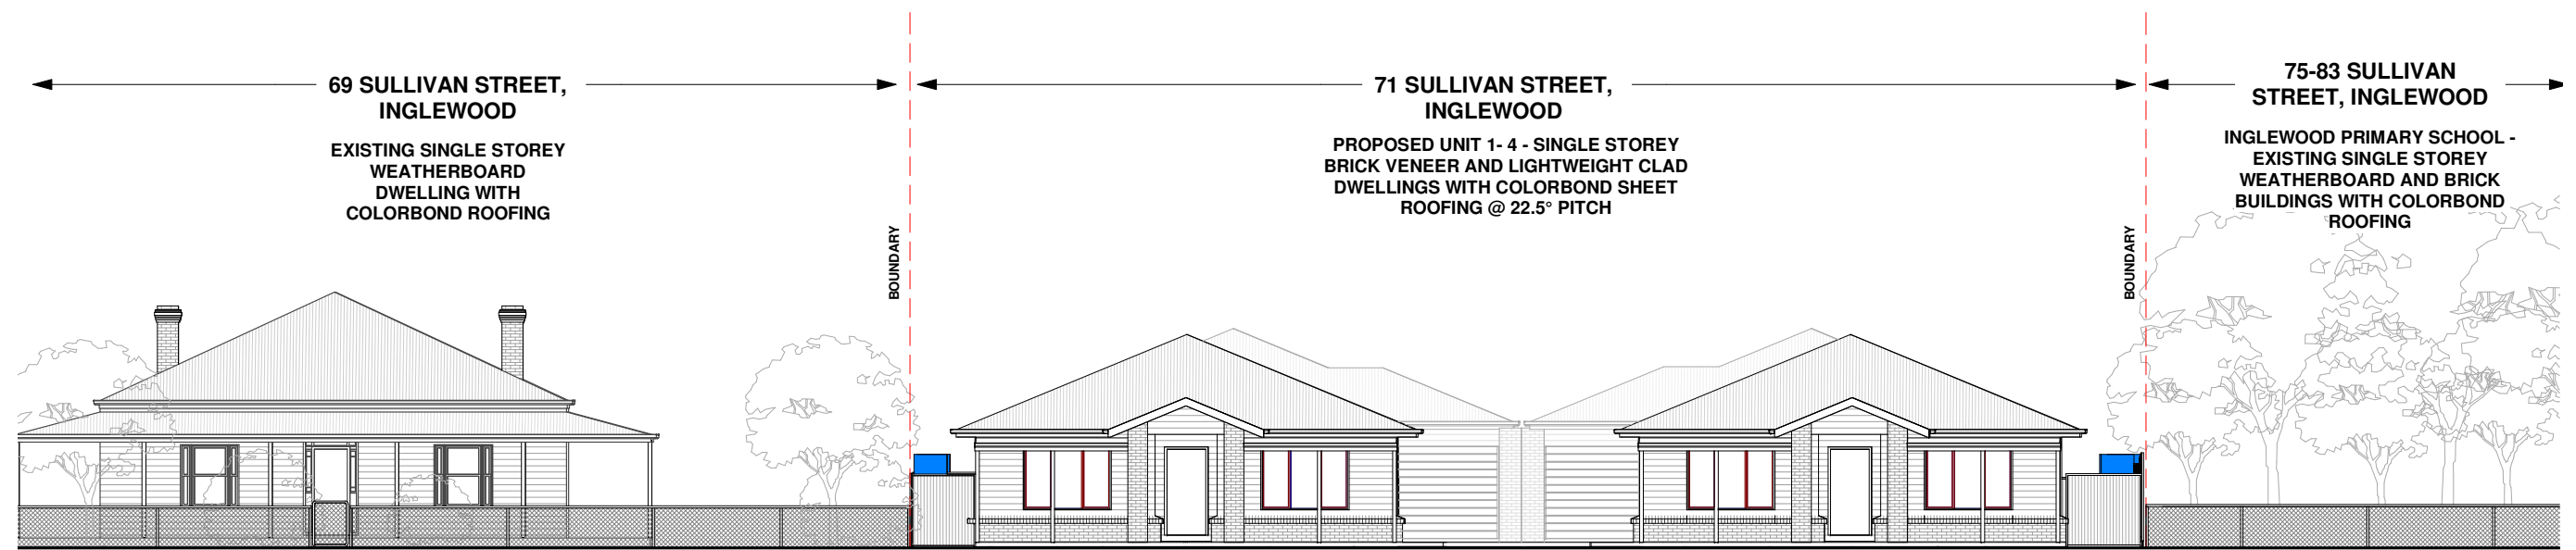 69 SULLIVAN STREET,
INGLEWOOD
EXISTING SINGLE STOREY
WEATHERBOARD
DWELLING WITH
COLORBOND ROOFING
BOUNDARY
71 SULLIVAN STREET,
INGLEWOOD
PROPOSED UNIT 1- 4 - SINGLE STOREY
BRICK VENEER AND LIGHTWEIGHT CLAD
DWELLINGS WITH COLORBOND SHEET
ROOFING @ 22.5° PITCH
BOUNDARY
75-83 SULLIVAN
STREET, INGLEWOOD
INGLEWOOD PRIMARY SCHOOL -
EXISTING SINGLE STOREY
WEATHERBOARD AND BRICK
BUILDINGS WITH COLORBOND
ROOFING